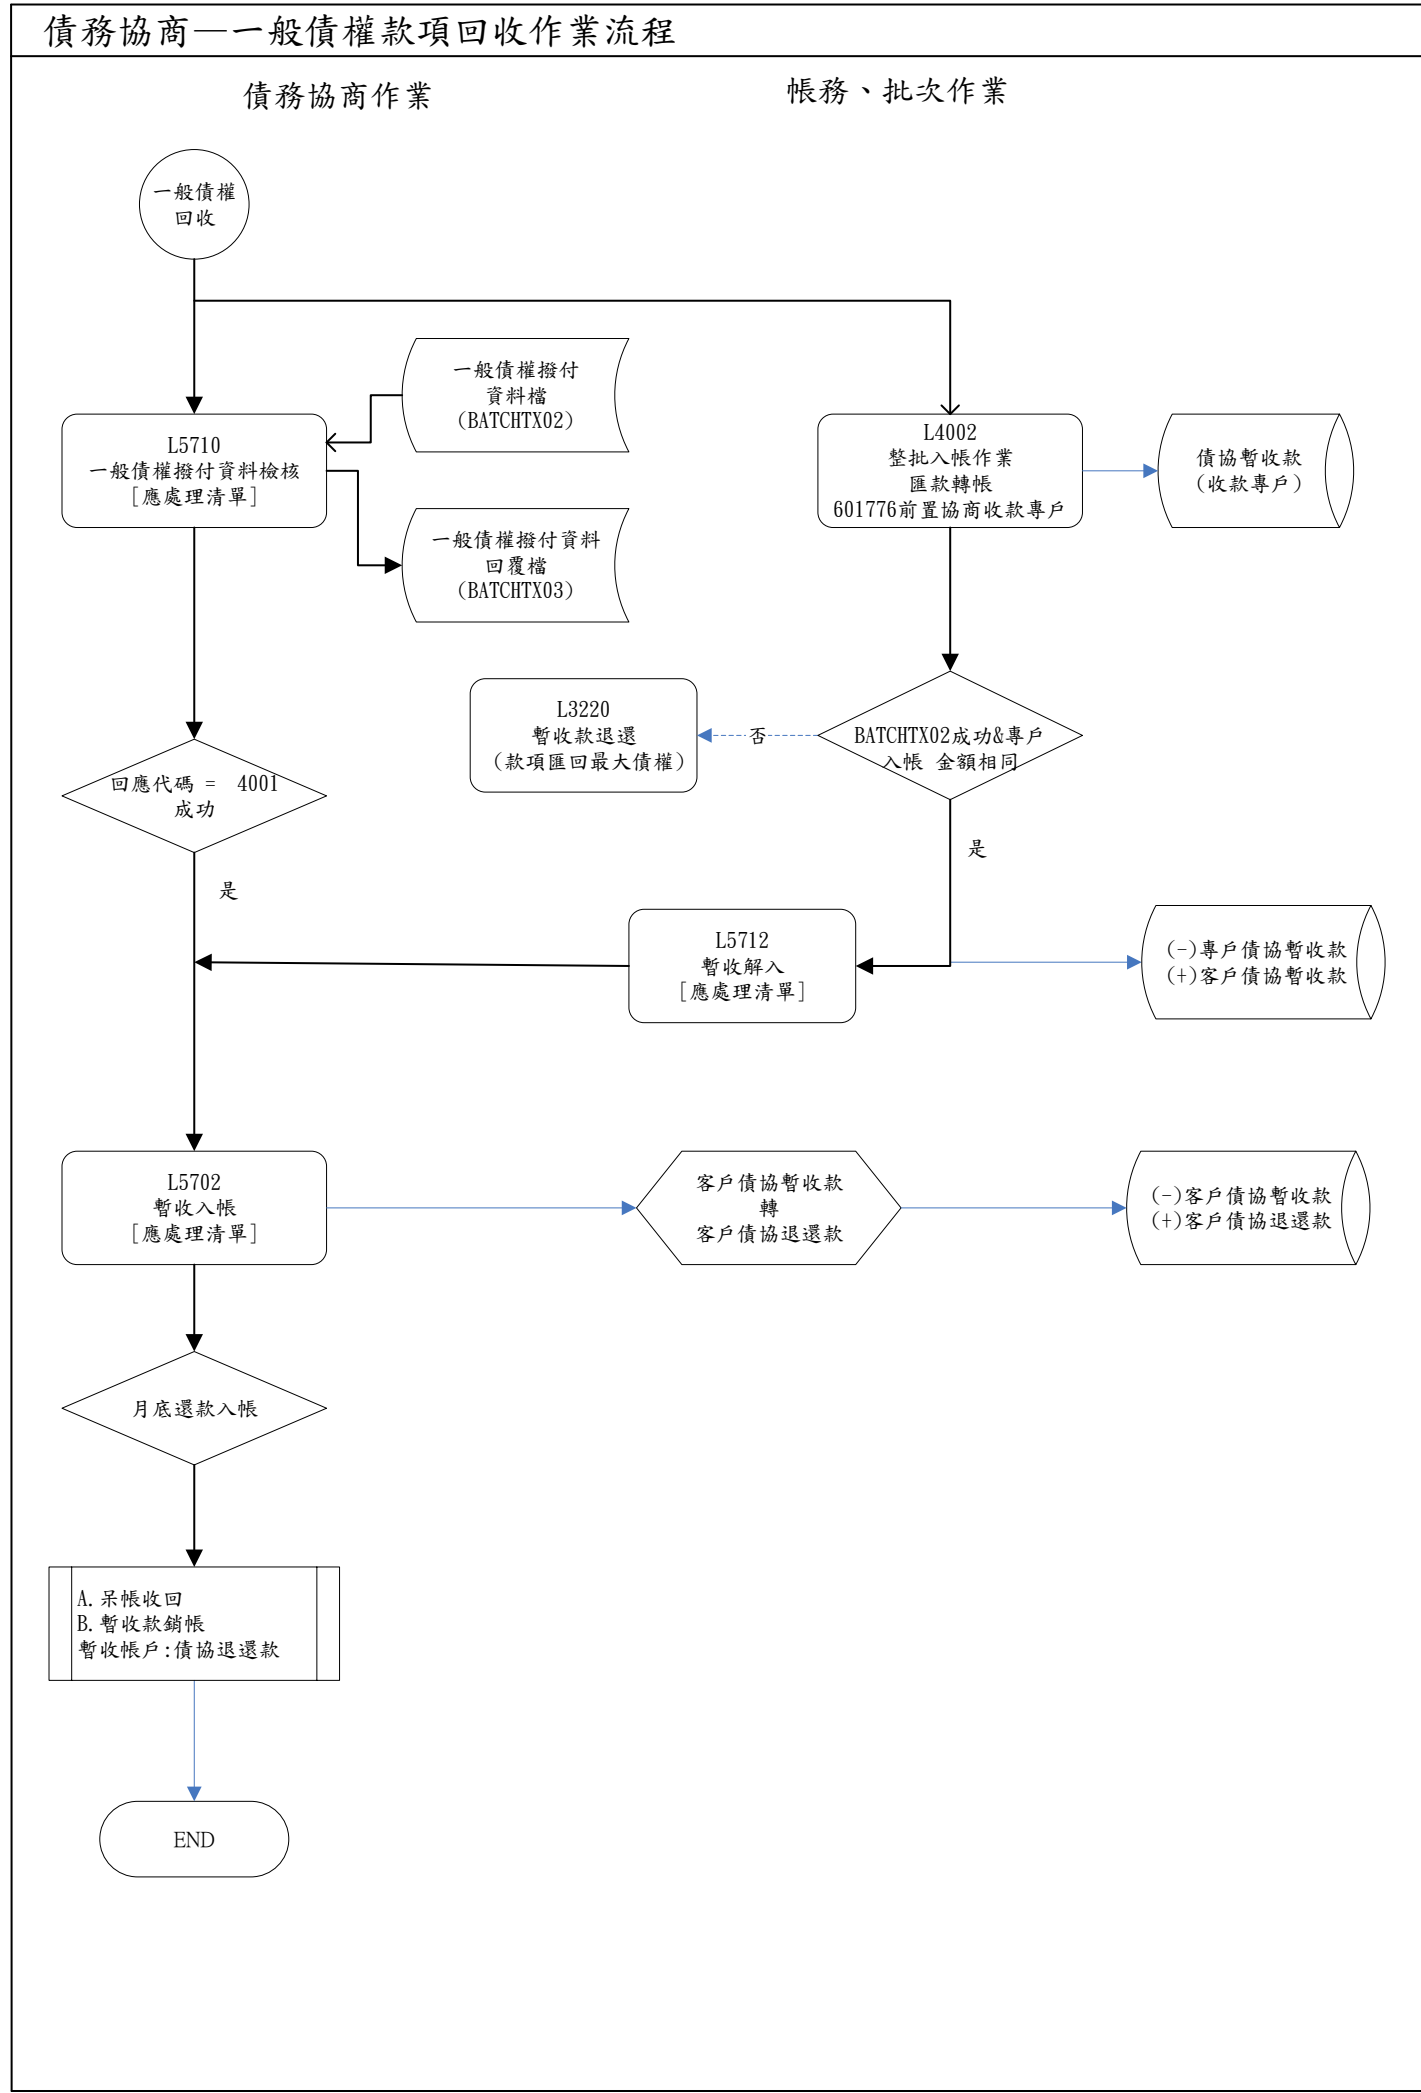 債務協商—一般債權款項回收作業流程
債務協商作業
帳務、批次作業
一般債權
回收
一般債權撥付
資料檔
(BATCHTX02)
L5710
一般債權撥付資料檢核
[應處理清單]
L4002
整批入帳作業
匯款轉帳
601776前置協商收款專戶
債協暫收款
(收款專戶)
一般債權撥付資料
回覆檔
(BATCHTX03)
L3220
暫收款退還
(款項匯回最大債權)
否
BATCHTX02成功&專戶
入帳 金額相同
回應代碼 = 4001
成功
是
是
L5712
暫收解入
[應處理清單]
(-)專戶債協暫收款
(+)客戶債協暫收款
L5702
暫收入帳
[應處理清單]
客戶債協暫收款
轉
客戶債協退還款
(-)客戶債協暫收款
(+)客戶債協退還款
月底還款入帳
A.呆帳收回
B.暫收款銷帳
暫收帳戶:債協退還款
END